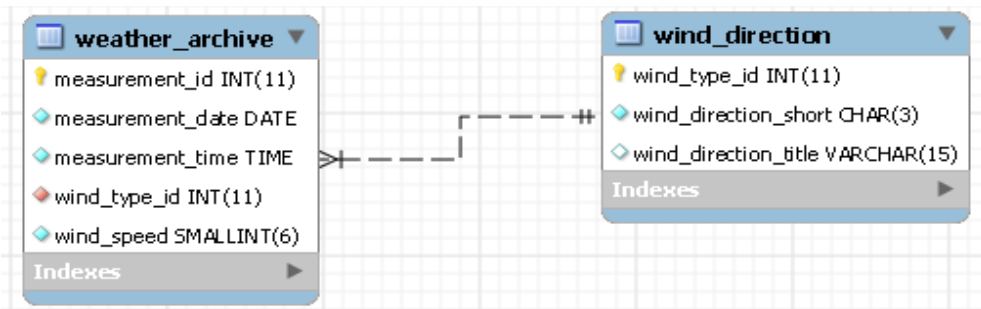 weather_archive
measurement_id INT(11)
measurement_date DATE
measurement_time TIME
wind_type_id INT(11)
wind_speed SMALLINT(6)
Indexes
wind_direction
wind_type_id INT(11)
wind_direction_short CHAR(3)
wind_direction_title VARCHAR(15)
Indexes